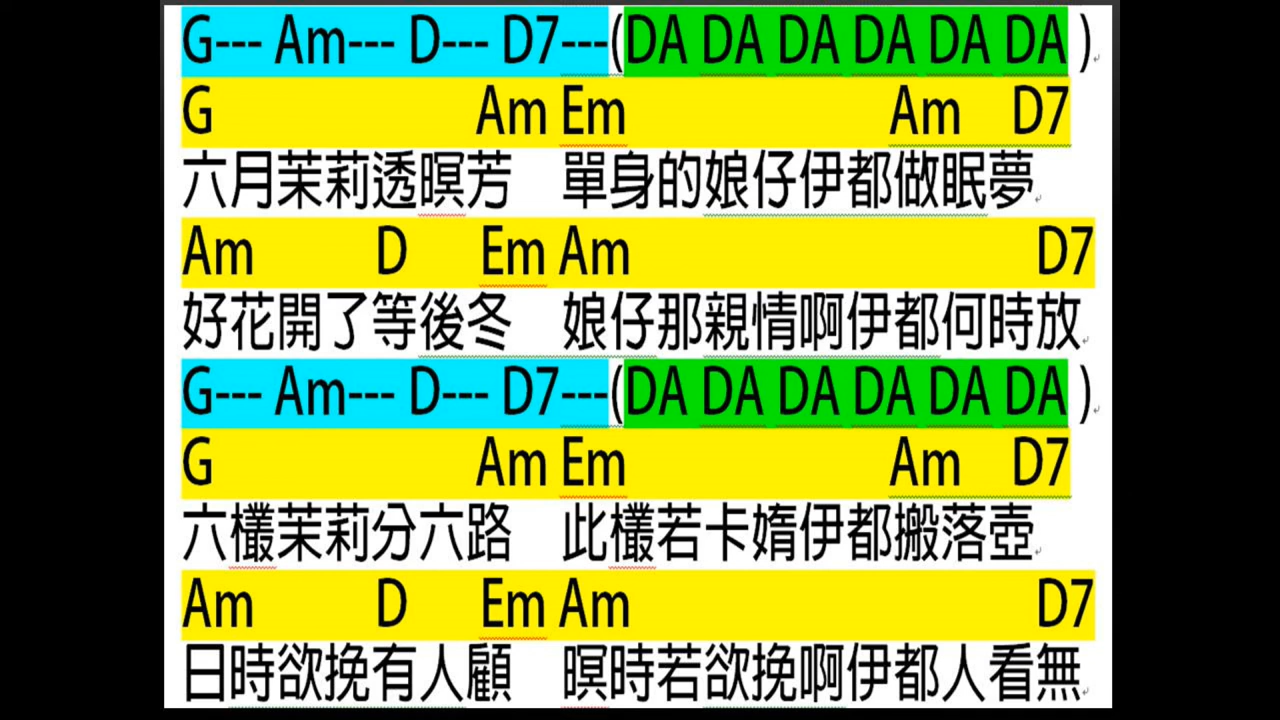 G--- Am--- D--- D7---(DA DA DA DA DA DA )
G Am Em Am D7
六月茉莉透暝芳 單身的娘仔伊都做眠夢
Am D Em Am D7
好花開了等後冬 娘仔那親情啊伊都何時放
G--- Am--- D--- D7---(DA DA DA DA DA DA )
G Am Em Am D7
六欉茉莉分六路 此欉若卡媠伊都搬落壺
Am D Em Am D7
日時欲挽有人顧 暝時若欲挽啊伊都人看無